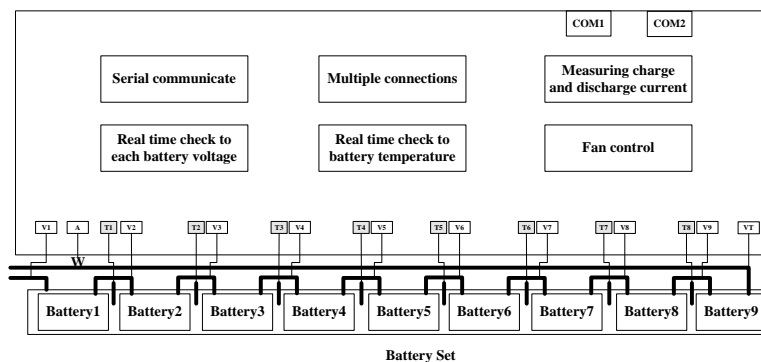 COM1 COM2
Serial communicate Multiple connections Measuring charge
and discharge current
Real time check to
each battery voltage Real time check to
battery temperature Fan control
V1 A T1 V2 T2 V3 T3 V4 T4 V5 T5 V6 T6 V7 T7 V8 T8 V9 VT
W
Battery1 Battery2 Battery3 Battery4 Battery5 Battery6 Battery7 Battery8 Battery9
Battery Set